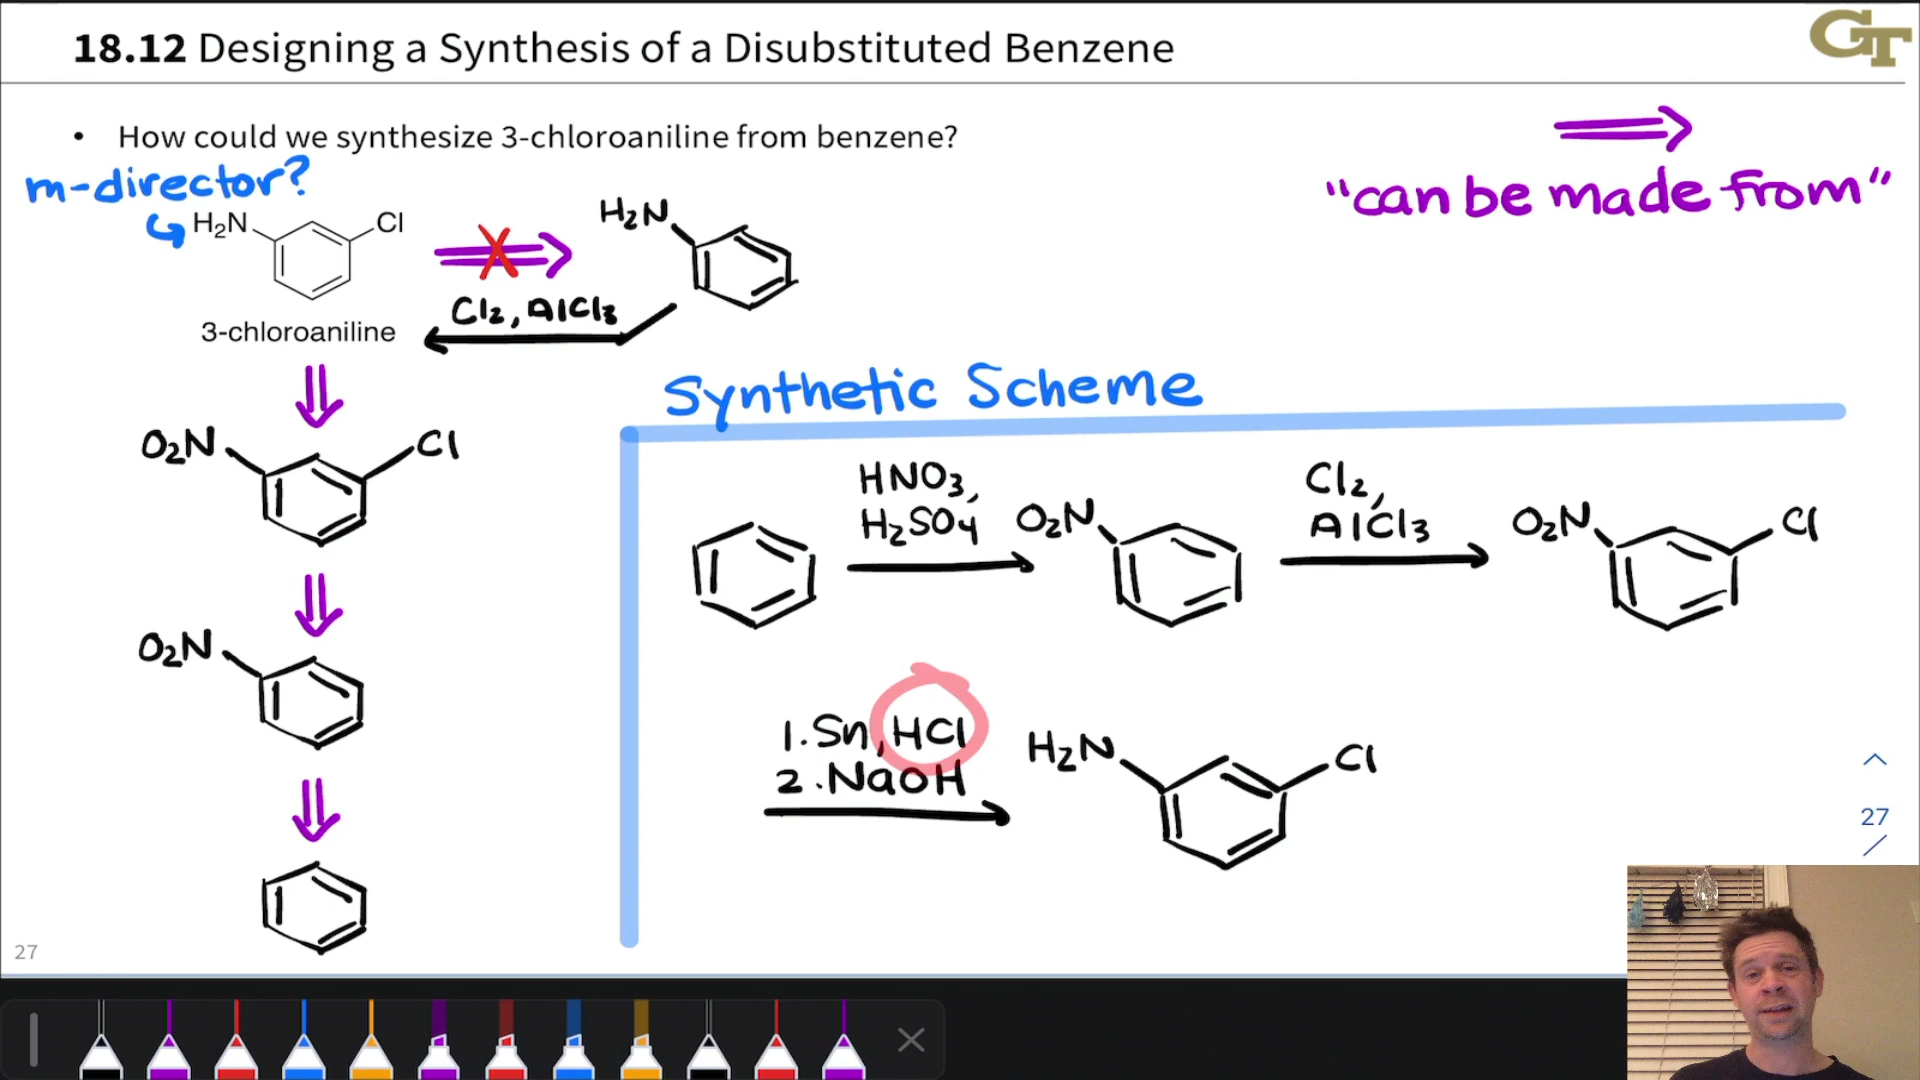 18.12 Designing a Synthesis of a Disubstituted Benzene
GT
• How could we synthesize 3-chloroaniline from benzene?
m-director?
"can be made from"
H₂N
Cl
H₂N
Cl₂, AlCl₃
3-chloroaniline
Synthetic Scheme
O₂N
Cl
HNO₃,
H₂SO₄
O₂N
Cl₂,
AlCl₃
O₂N
Cl
O₂N
1. Sn, HCl
2. NaOH
H₂N
Cl
27
27